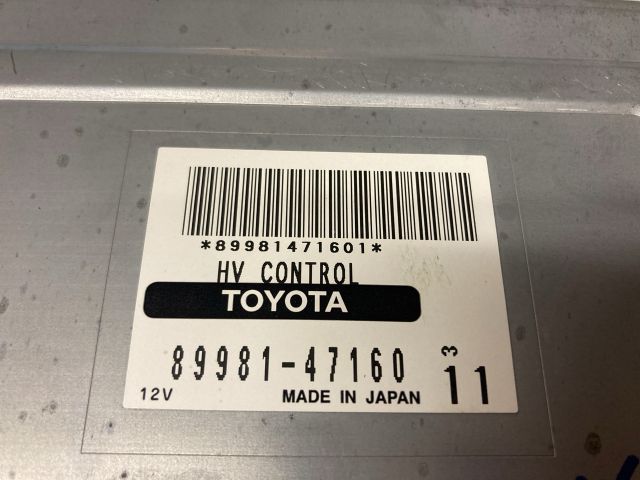 *89981471601*
HV CONTROL
TOYOTA
89981-47160
3
11
12V
MADE IN JAPAN